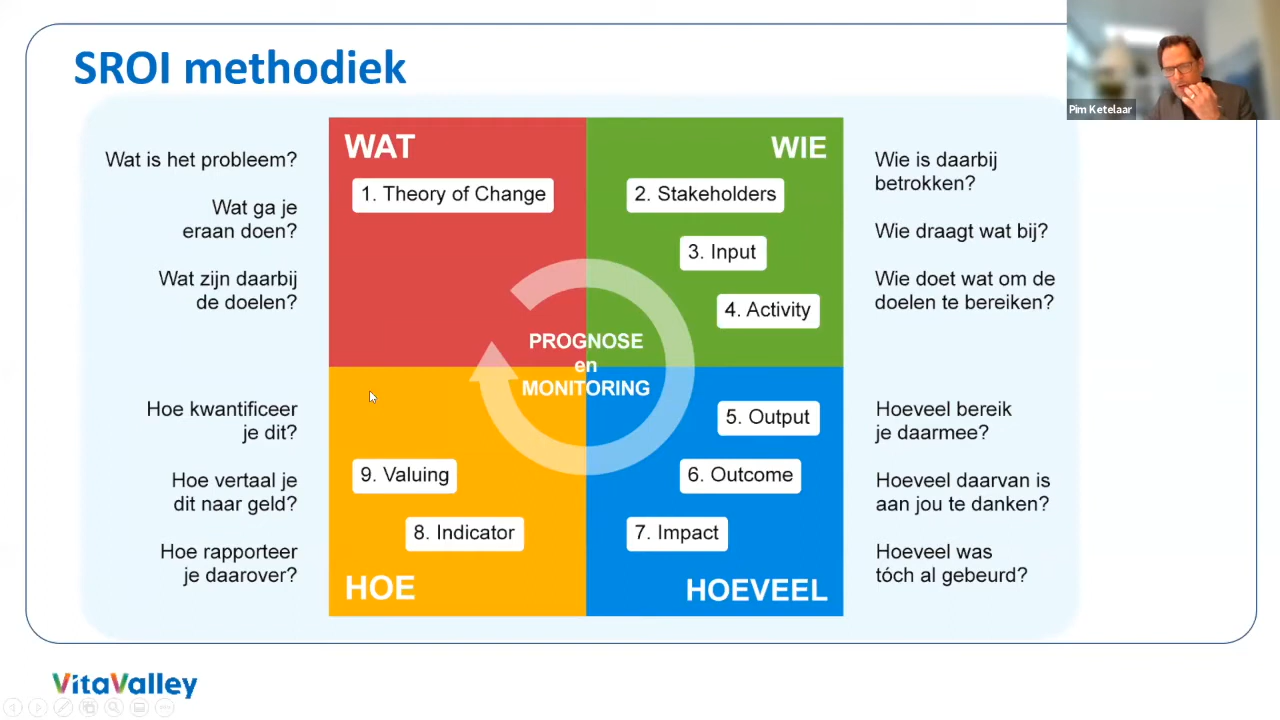 SROI methodiek
Pim Ketelaar
Wat is het probleem?
Wat ga je
eraan doen?
Wat zijn daarbij
de doelen?
WAT
1. Theory of Change
WIE
2. Stakeholders
3. Input
4. Activity
Wie is daarbij
betrokken?
Wie draagt wat bij?
Wie doet wat om de
doelen te bereiken?
PROGNOSE
en
MONITORING
Hoe kwantificeer
je dit?
Hoe vertaal je
dit naar geld?
Hoe rapporteer
je daarover?
9. Valuing
8. Indicator
HOE
5. Output
6. Outcome
7. Impact
HOEVEEL
Hoeveel bereik
je daarmee?
Hoeveel daarvan is
aan jou te danken?
Hoeveel was
tóch al gebeurd?
VitaValley